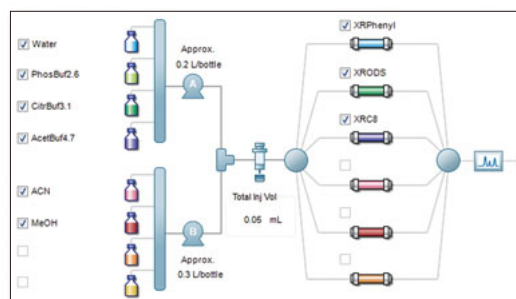 Water
PhosBuf2.6
CitrBuf3.1
AcetBuf4.7
Approx.
0.2 L/bottle
A
ACN
MeOH
B
Approx.
0.3 L/bottle
Total Inj Vol
0.05 mL
XRPhenyl
XRODS
XRC8